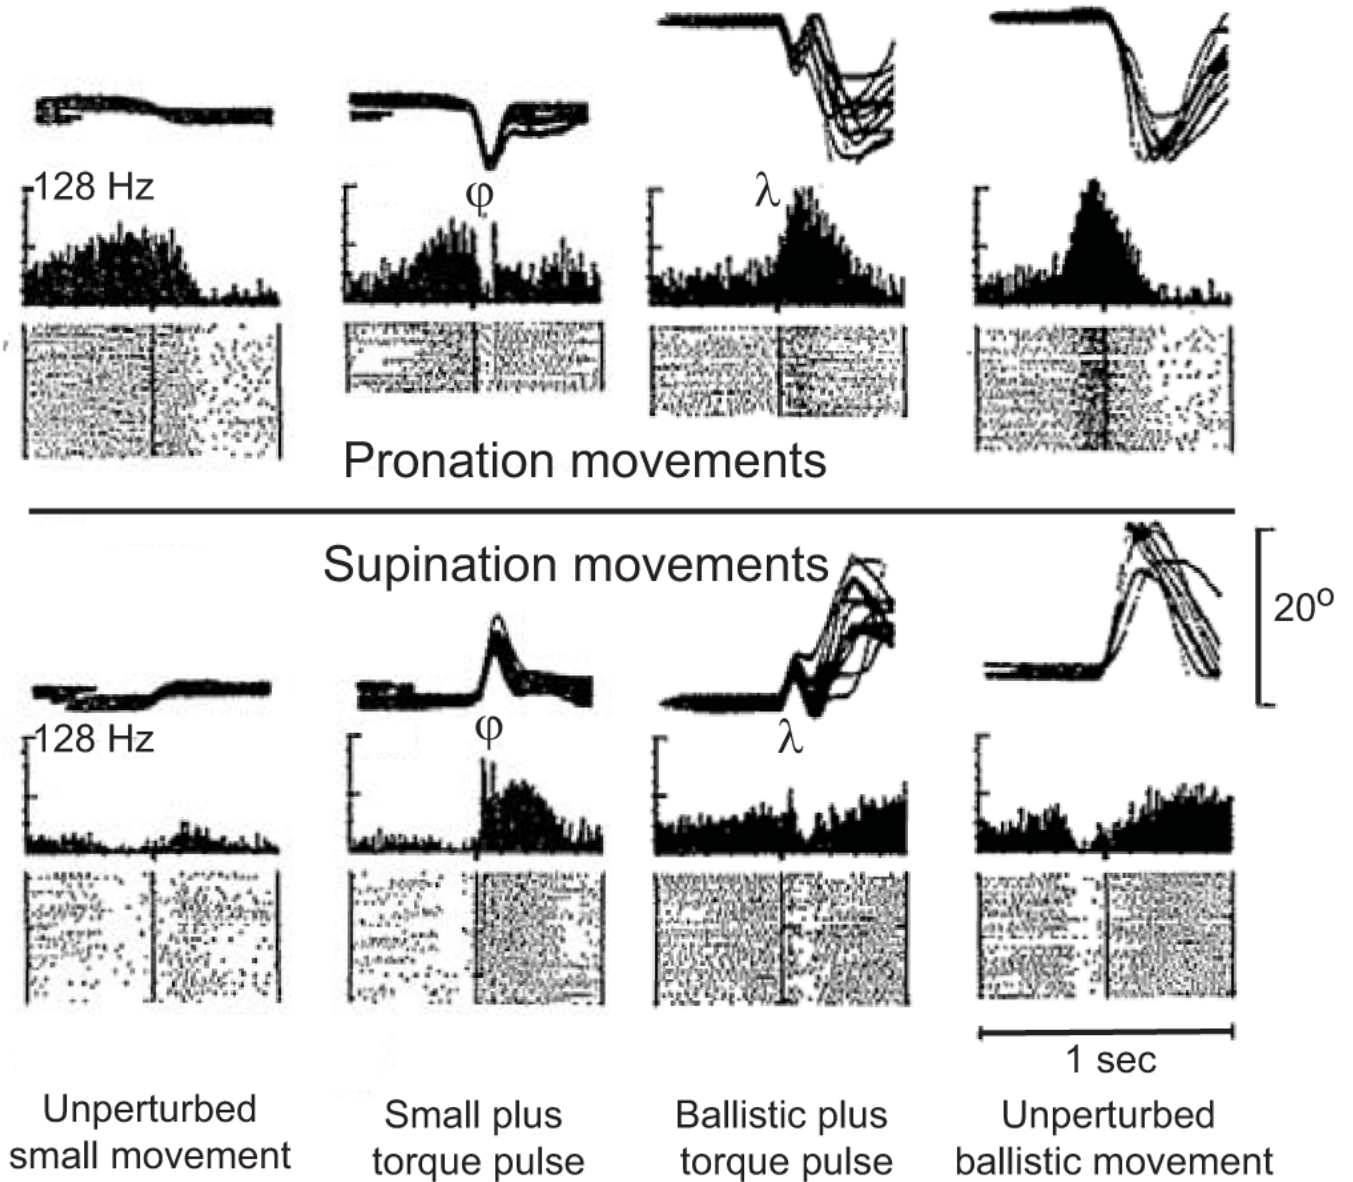 128 Hz
φ
λ
Pronation movements
Supination movements
20o
128 Hz
φ
λ
1 sec
Unperturbed
small movement
Small plus
torque pulse
Ballistic plus
torque pulse
Unperturbed
ballistic movement